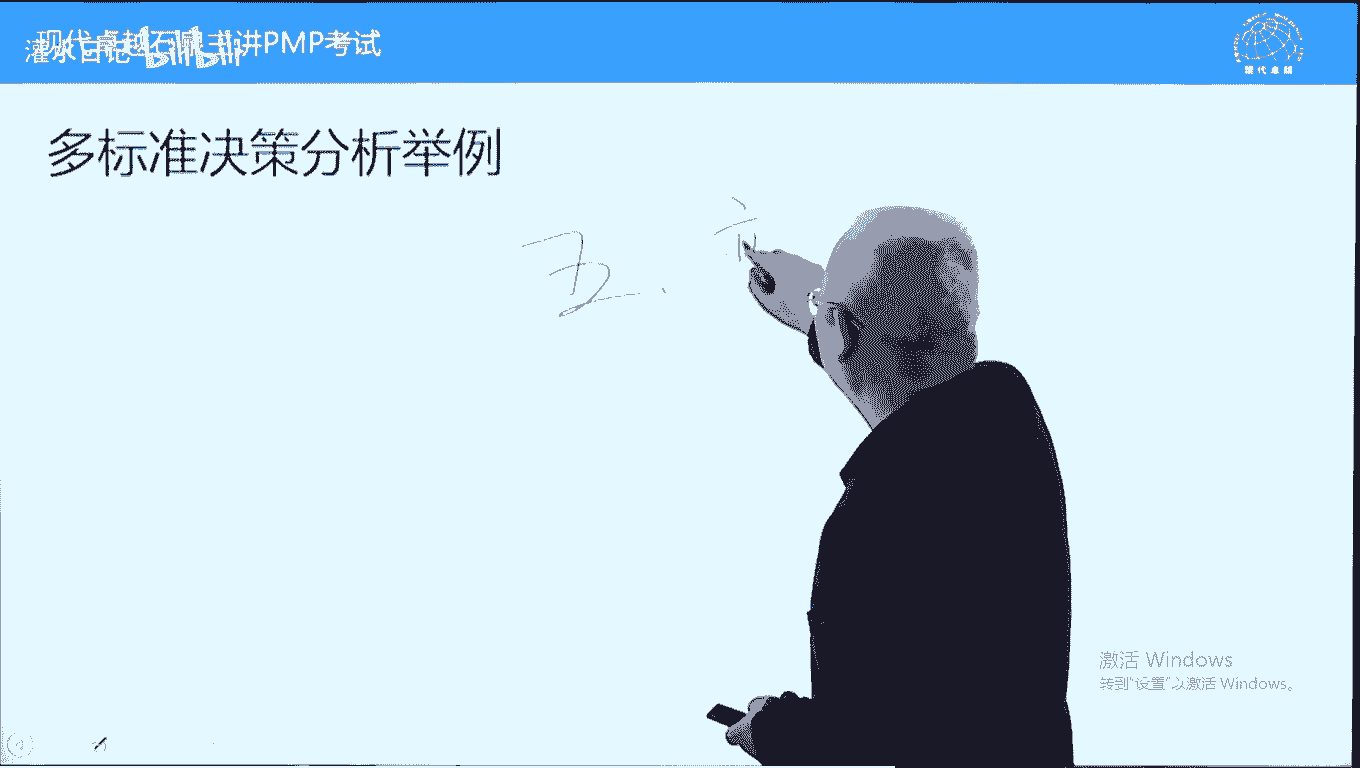 现代卓越石泉主讲PMP考试
灌水日记 bilibili
现代卓越
多标准决策分析举例
王
激活 Windows
转到“设置”以激活 Windows。